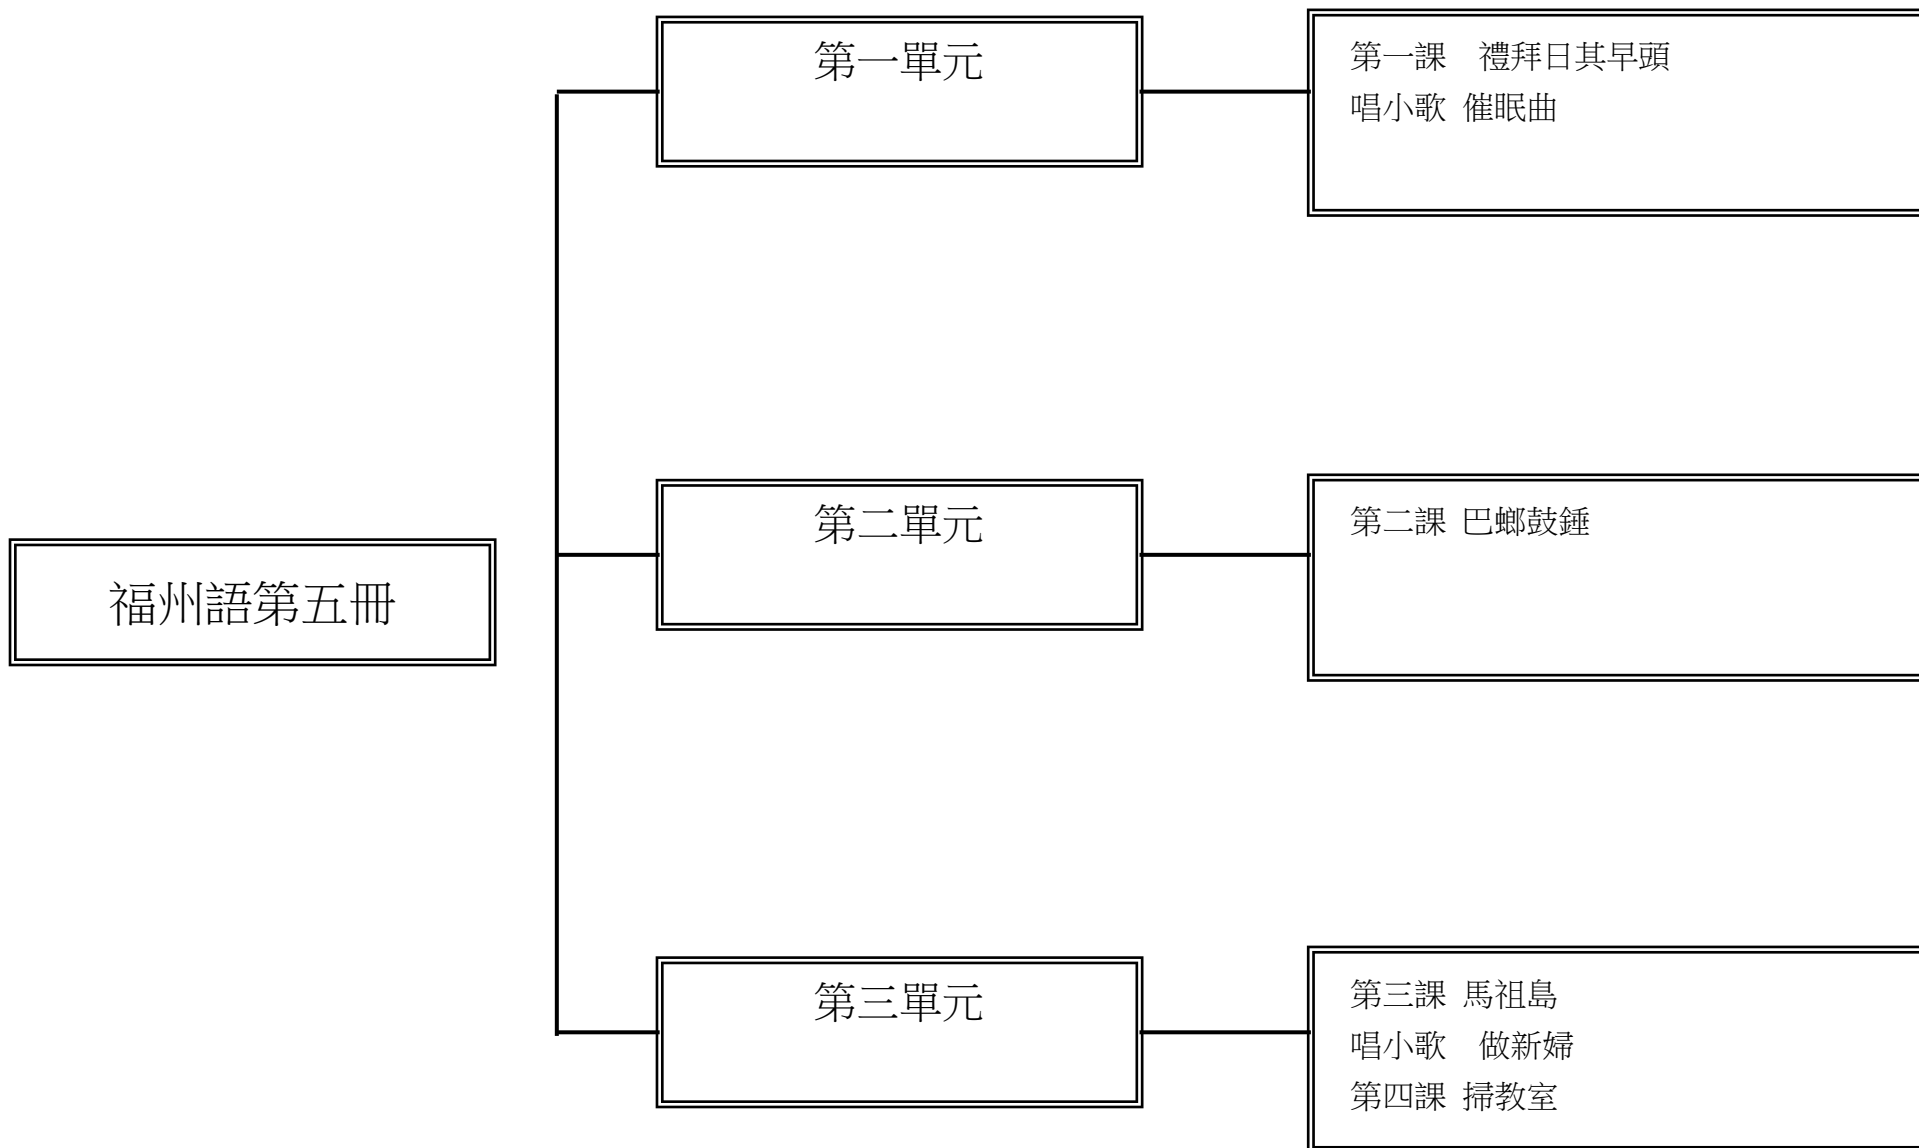 福州語第五冊
第一單元
第一課　禮拜日其早頭
唱小歌 催眠曲
第二單元
第二課 巴螂鼓錘
第三單元
第三課 馬祖島
唱小歌　做新婦
第四課 掃教室